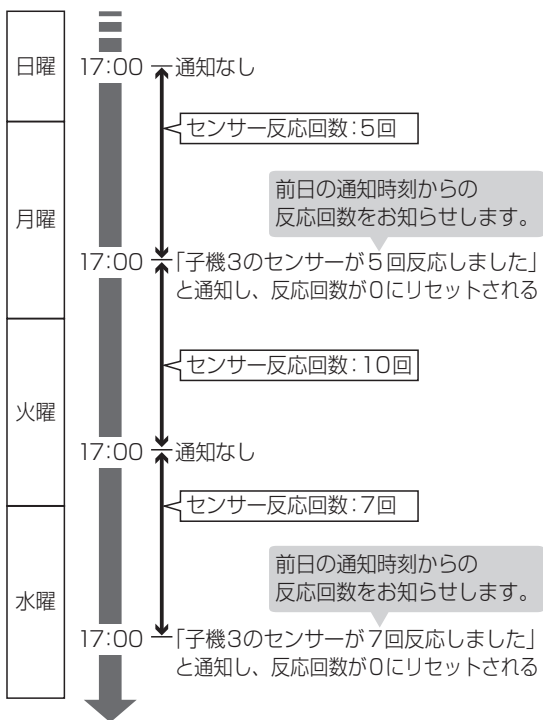 日曜
17:00
通知なし
センサー反応回数:5回
月曜
前日の通知時刻からの
反応回数をお知らせします。
17:00
「子機3のセンサーが5回反応しました」
と通知し、反応回数が0にリセットされる
センサー反応回数:10回
火曜
17:00
通知なし
センサー反応回数:7回
水曜
前日の通知時刻からの
反応回数をお知らせします。
17:00
「子機3のセンサーが7回反応しました」
と通知し、反応回数が0にリセットされる